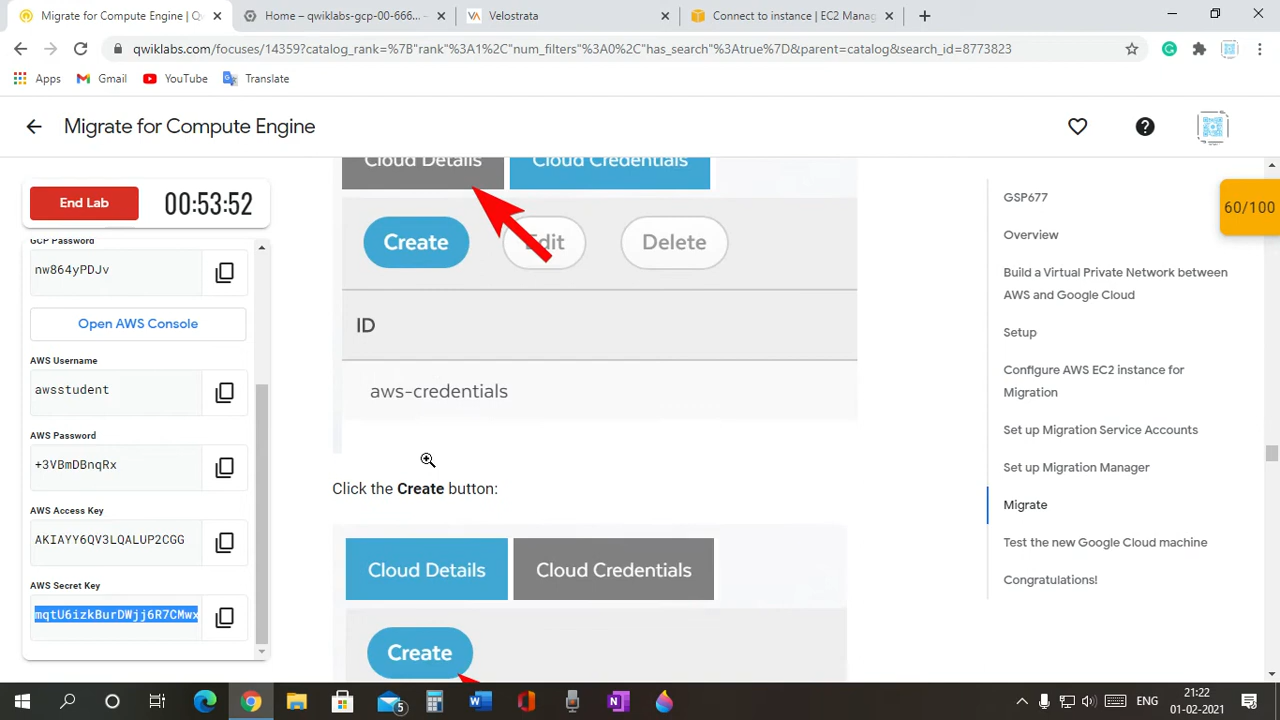 Migrate for Compute Engine | Q
Home – qwiklabs-gcp-00-666...
Velostrata
Connect to instance | EC2 Manag
qwiklabs.com/focuses/14359?catalog_rank=%7B"rank"%3A1%2C"num_filters"%3A0%2C"has_search"%3Atrue%7D&parent=catalog&search_id=8773823
Apps
Gmail
YouTube
Translate
Migrate for Compute Engine
End Lab
00:53:52
GCP Password
nw864yPDJv
Open AWS Console
AWS Username
awsstudent
AWS Password
+3VBmDBnqRx
AWS Access Key
AKIAYY6QV3LQALUP2CGG
AWS Secret Key
mqtU6izkBurDWjj6R7CMwx
Cloud Details
Cloud Credentials
Create
Edit
Delete
ID
aws-credentials
Click the Create button:
Cloud Details
Cloud Credentials
Create
GSP677
Overview
Build a Virtual Private Network between
AWS and Google Cloud
Setup
Configure AWS EC2 instance for
Migration
Set up Migration Service Accounts
Set up Migration Manager
Migrate
Test the new Google Cloud machine
Congratulations!
60/100
5
ENG
21:22
01-02-2021